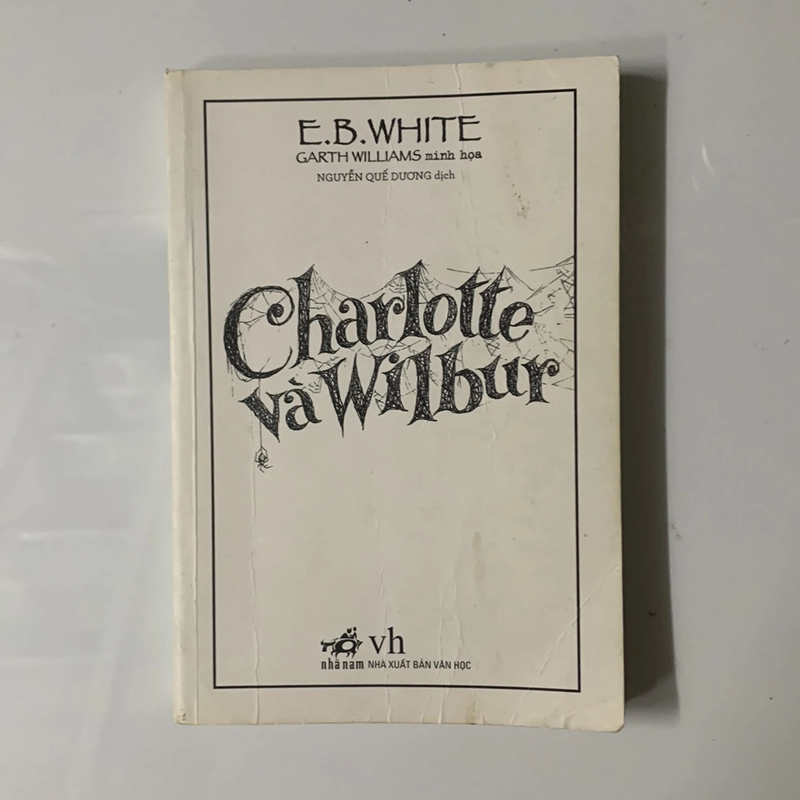 E.B.WHITE
GARTH WILLIAMS minh họa
NGUYỄN QUẾ DƯƠNG dịch
Charlotte
và Wilbur
vh
nhã nam NHÀ XUẤT BẢN VĂN HỌC